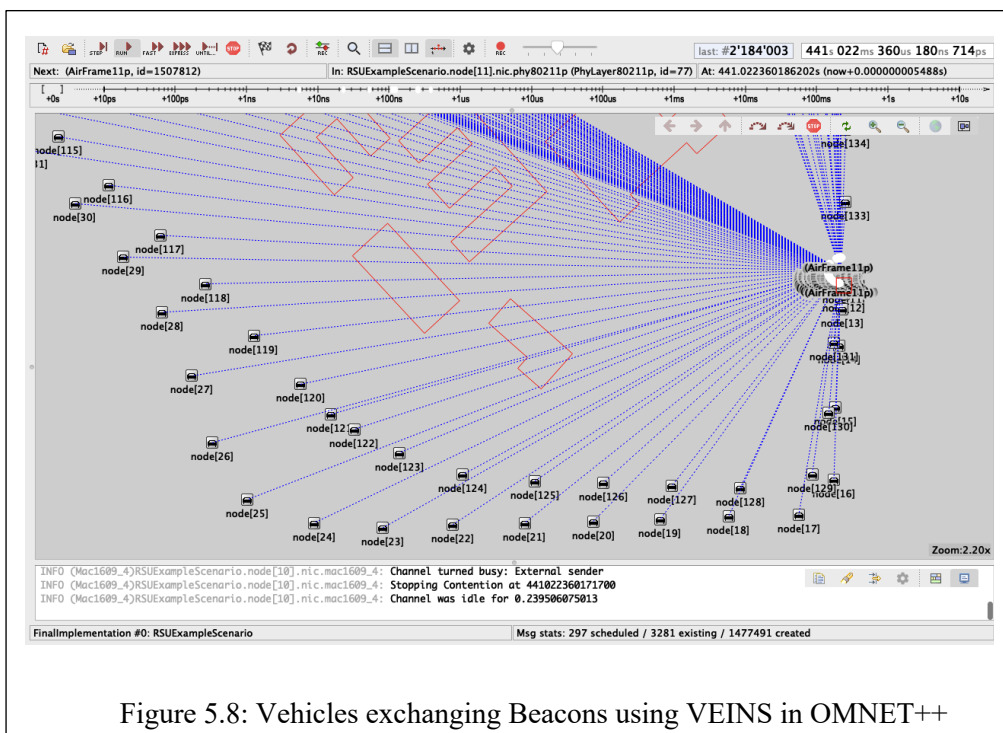 STEP RUN FAST EXPRESS UNTIL... STOP REC REC last: #2'184'003 441s 022ms 360us 180ns 714ps
Next: (AirFrame11p, id=1507812) In: RSUExampleScenario.node[11].nic.phy80211p (PhyLayer80211p, id=77) At: 441.022360186202s (now+0.000000005488s)
+0s +10ps +100ps +1ns +10ns +100ns +1us +10us +100us +1ms +10ms +100ms +1s +10s
STOP
node[115]
31]
node[134]
node[116]
node[30]
node[133]
node[117]
node[29]
(AirFrame11p)
node[118]
(AirFrame11p)
node[28]
node[13]
node[119]
node[131]
node[27]
node[120]
node[121]
node[122]
node[15]
node[130]
node[26]
node[123]
node[124]
node[125]
node[126]
node[127]
node[128]
node[129]
node[16]
node[25]
node[24]
node[23]
node[22]
node[21]
node[20]
node[19]
node[18]
node[17]
Zoom:2.20x
INFO (Mac1609_4)RSUExampleScenario.node[10].nic.mac1609_4: Channel turned busy: External sender
INFO (Mac1609_4)RSUExampleScenario.node[10].nic.mac1609_4: Stopping Contention at 441022360171700
INFO (Mac1609_4)RSUExampleScenario.node[10].nic.mac1609_4: Channel was idle for 0.239506075013
FinalImplementation #0: RSUExampleScenario Msg stats: 297 scheduled / 3281 existing / 1477491 created
Figure 5.8: Vehicles exchanging Beacons using VEINS in OMNET++